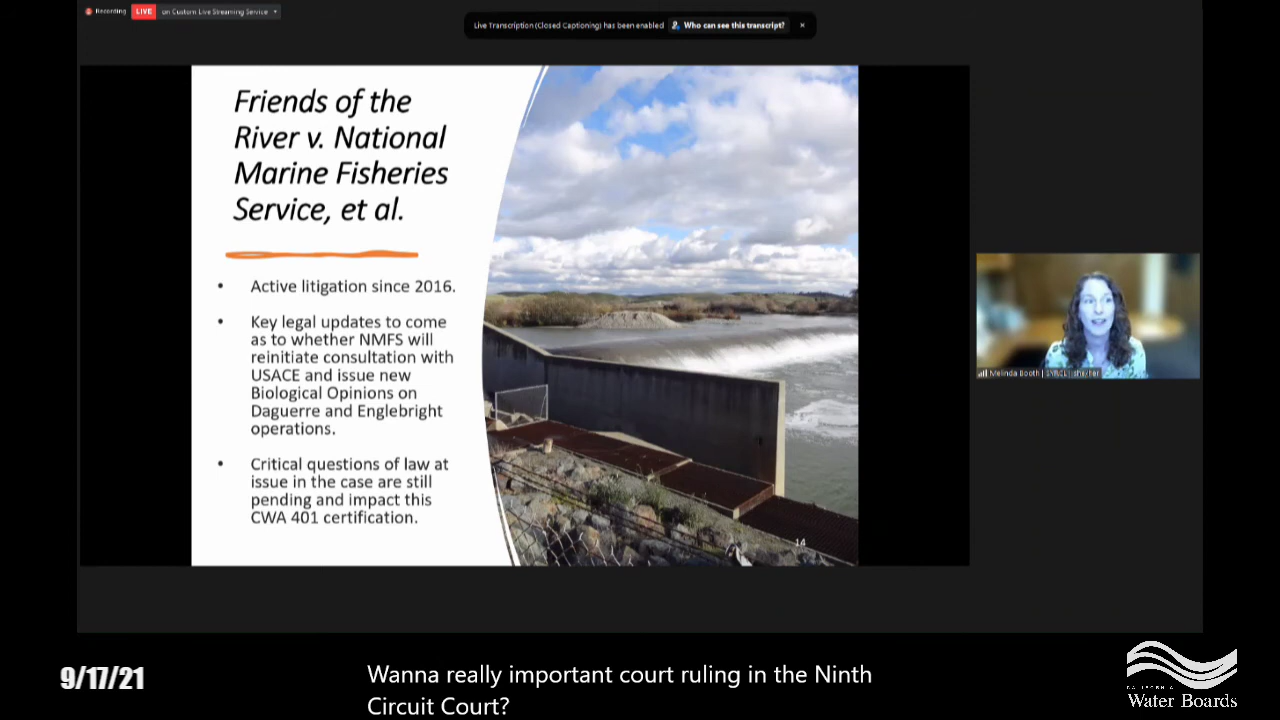 Recording
LIVE
on Custom Live Streaming Service
Live Transcription (Closed Captioning) has been enabled
Who can see this transcript?
Friends of the
River v. National
Marine Fisheries
Service, et al.
• Active litigation since 2016.
• Key legal updates to come
as to whether NMFS will
reinitiate consultation with
USACE and issue new
Biological Opinions on
Daguerre and Englebright
operations.
• Critical questions of law at
issue in the case are still
pending and impact this
CWA 401 certification.
14
Melinda Booth | SYRCL | she/her
9/17/21
Wanna really important court ruling in the Ninth
Circuit Court?
CALIFORNIA
Water Boards